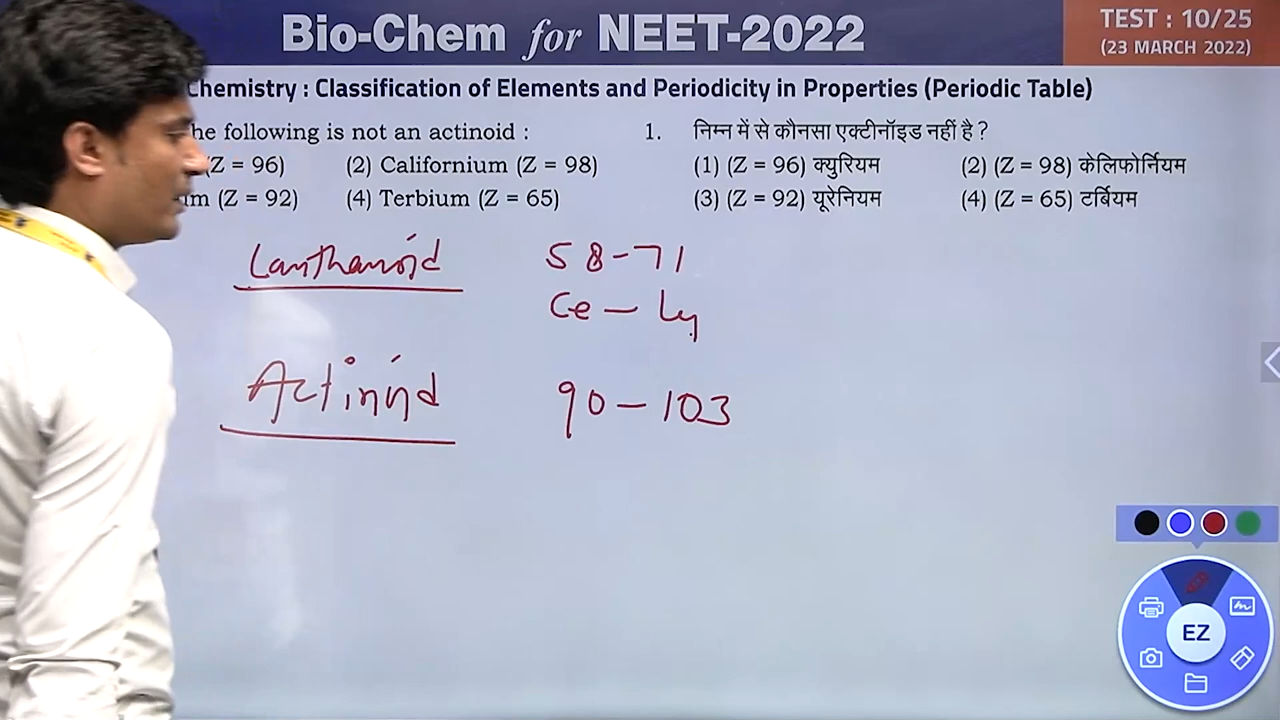 Bio-Chem for NEET-2022
TEST : 10/25
(23 MARCH 2022)
Chemistry : Classification of Elements and Periodicity in Properties (Periodic Table)
he following is not an actinoid :
(Z = 96) (2) Californium (Z = 98)
m (Z = 92) (4) Terbium (Z = 65)
1. निम्न में से कौनसा एक्टीनॉइड नहीं है ?
(1) (Z = 96) क्युरियम (2) (Z = 98) केलिफोर्नियम
(3) (Z = 92) यूरेनियम (4) (Z = 65) टर्बियम
Lanthanoid 58-71
Ce - Lu
Actinoid 90-103
EZ